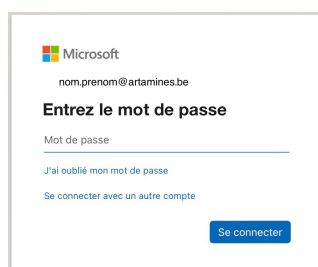 Microsoft
nom.prenom@artamines.be
Entrez le mot de passe
Mot de passe
J'ai oublié mon mot de passe
Se connecter avec un autre compte
Se connecter